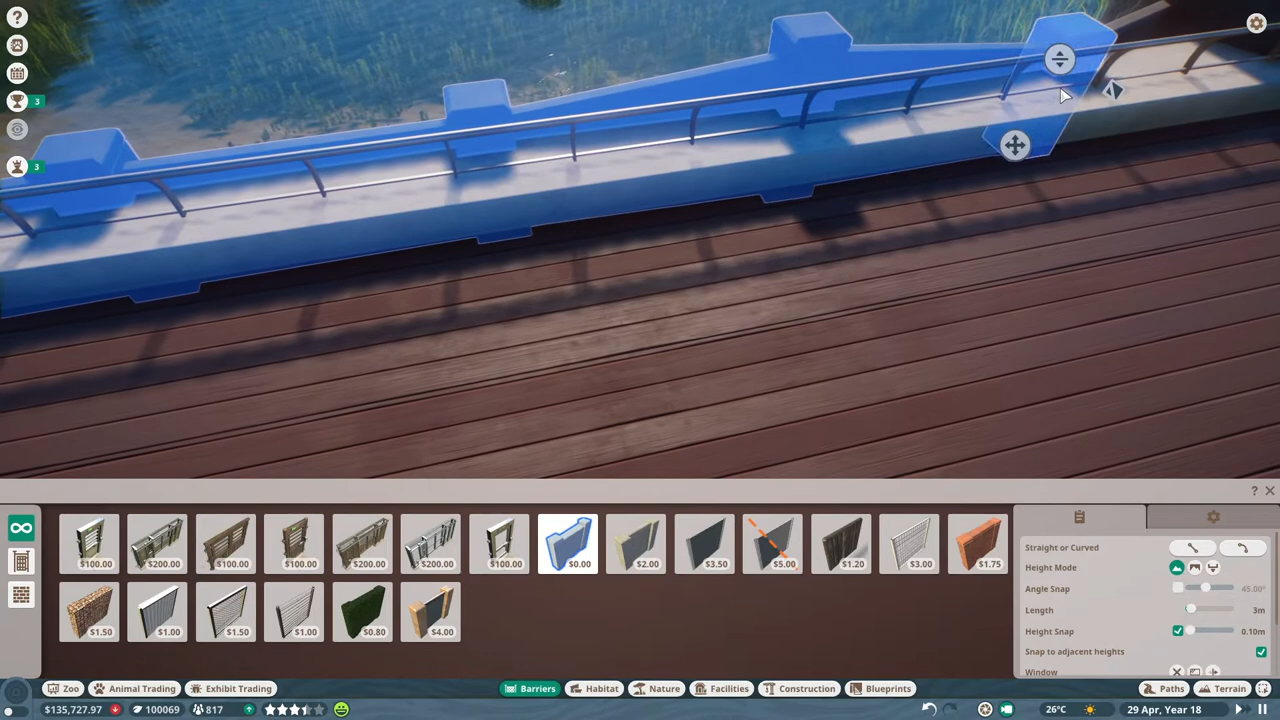 ?
3
3
? ×
$100.00 $200.00 $100.00 $100.00 $200.00 $200.00 $100.00 $0.00 $2.00 $3.50 $5.00 $1.20 $3.00 $1.75
$1.50 $1.00 $1.50 $1.00 $0.80 $4.00
Straight or Curved
Height Mode
Angle Snap 45.00°
Length 3m
Height Snap 0.10m
Snap to adjacent heights
Window
Zoo Animal Trading Exhibit Trading Barriers Habitat Nature Facilities Construction Blueprints Paths Terrain
$135,727.97 100069 817 26°C 29 Apr, Year 18